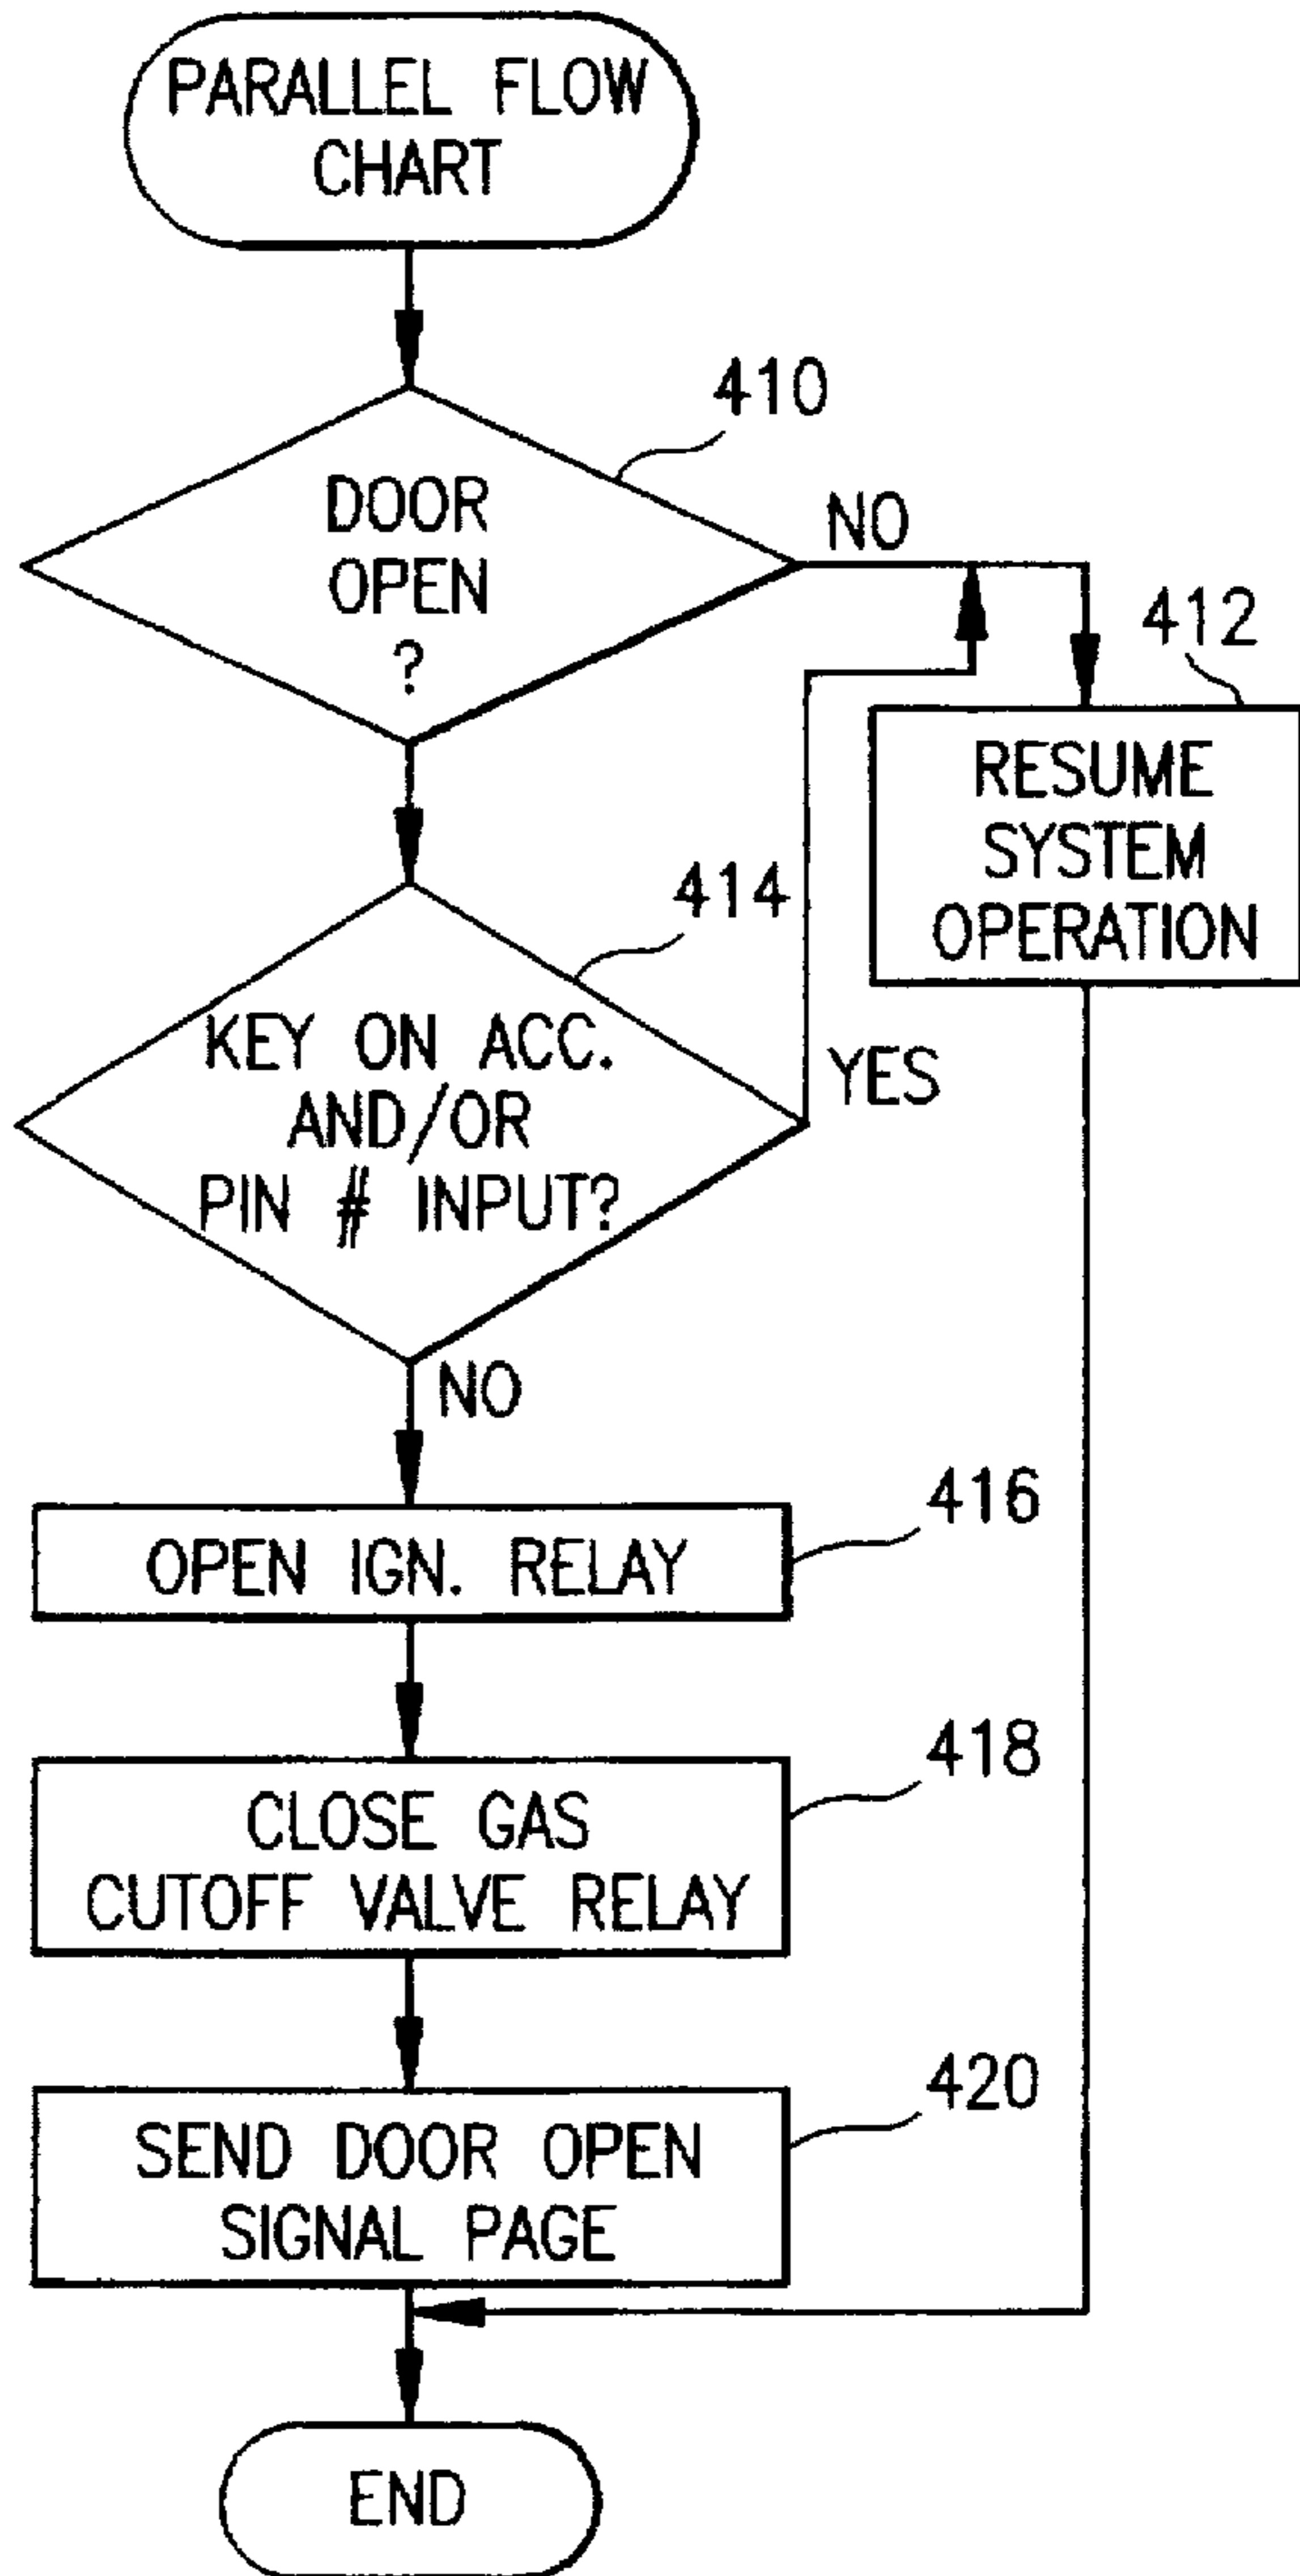 PARALLEL FLOW
CHART
410
DOOR
OPEN
?
NO
412
RESUME
SYSTEM
OPERATION
414
KEY ON ACC.
AND/OR
PIN # INPUT?
YES
NO
416
OPEN IGN. RELAY
418
CLOSE GAS
CUTOFF VALVE RELAY
420
SEND DOOR OPEN
SIGNAL PAGE
END